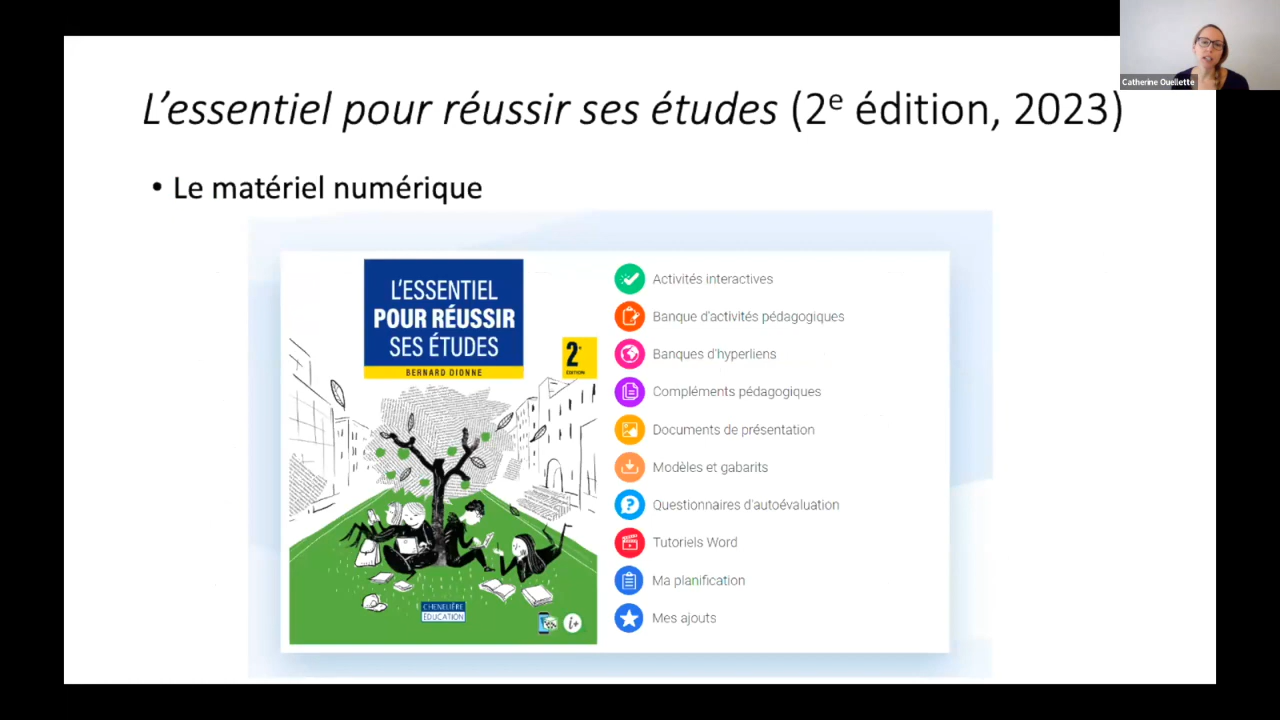 Catherine Ouellette
L'essentiel pour réussir ses études (2e édition, 2023)
• Le matériel numérique
L'ESSENTIEL
POUR RÉUSSIR
SES ÉTUDES
BERNARD DIONNE
2e
ÉDITION
CHENELIÈRE
ÉDUCATION
i+
Activités interactives
Banque d'activités pédagogiques
Banques d'hyperliens
Compléments pédagogiques
Documents de présentation
Modèles et gabarits
Questionnaires d'autoévaluation
Tutoriels Word
Ma planification
Mes ajouts